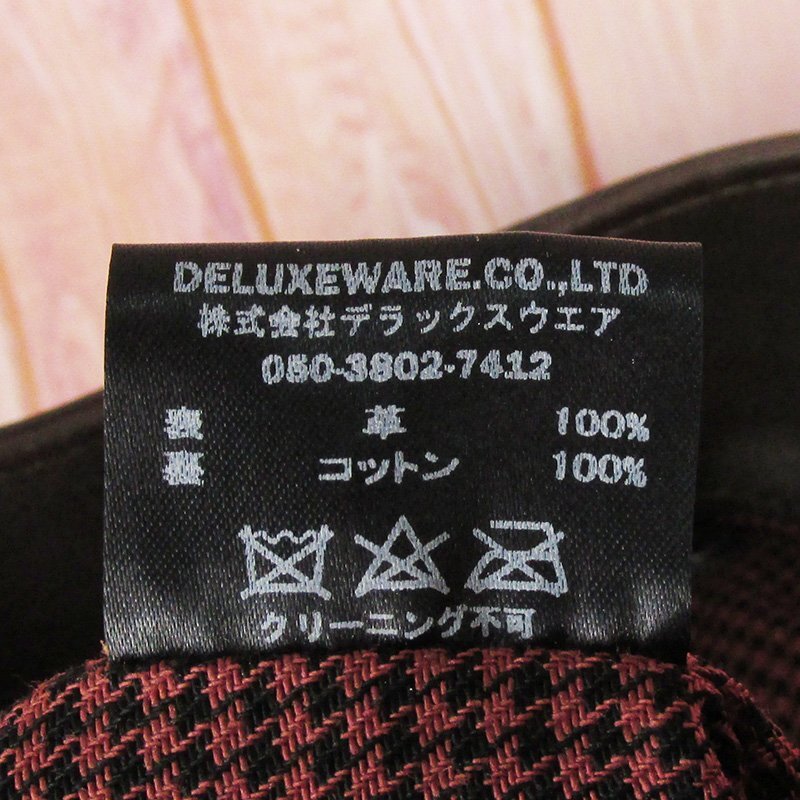 DELUXEWARE.CO.,LTD
株式会社デラックスウエア
050-3802-7412
表 革 100%
裏 コットン 100%
クリーニング不可